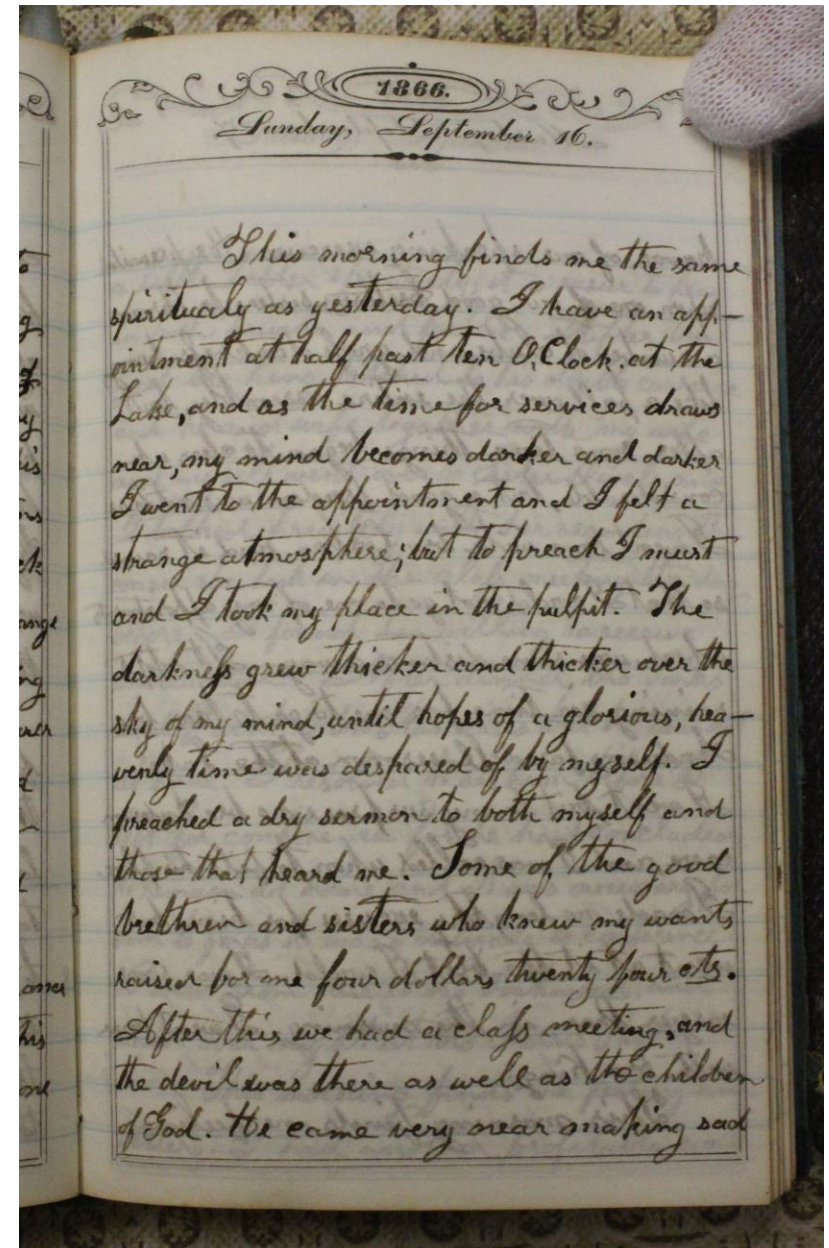 1866.
Sunday, September 16.
This morning finds me the same
spiritualy as yesterday. I have an app-
ointment at half past ten O,Clock. at the
Lake, and as the time for services draws
near, my mind becomes darker and darker
I went to the appointment and I felt a
strange atmosphere; but to preach I must
and I took my place in the pulpit. The
darkneſs grew thicker and thicker over the
sky of my mind, until hopes of a glorious, hea-
venly time was despared of by myself. I
preached a dry sermon to both myself and
those that heard me. Some of the good
brethren and sisters who knew my wants
raised for me four dollars twenty four cts.
After this we had a claſs meeting, and
the devil was there as well as the children
of God. He came very near making sad